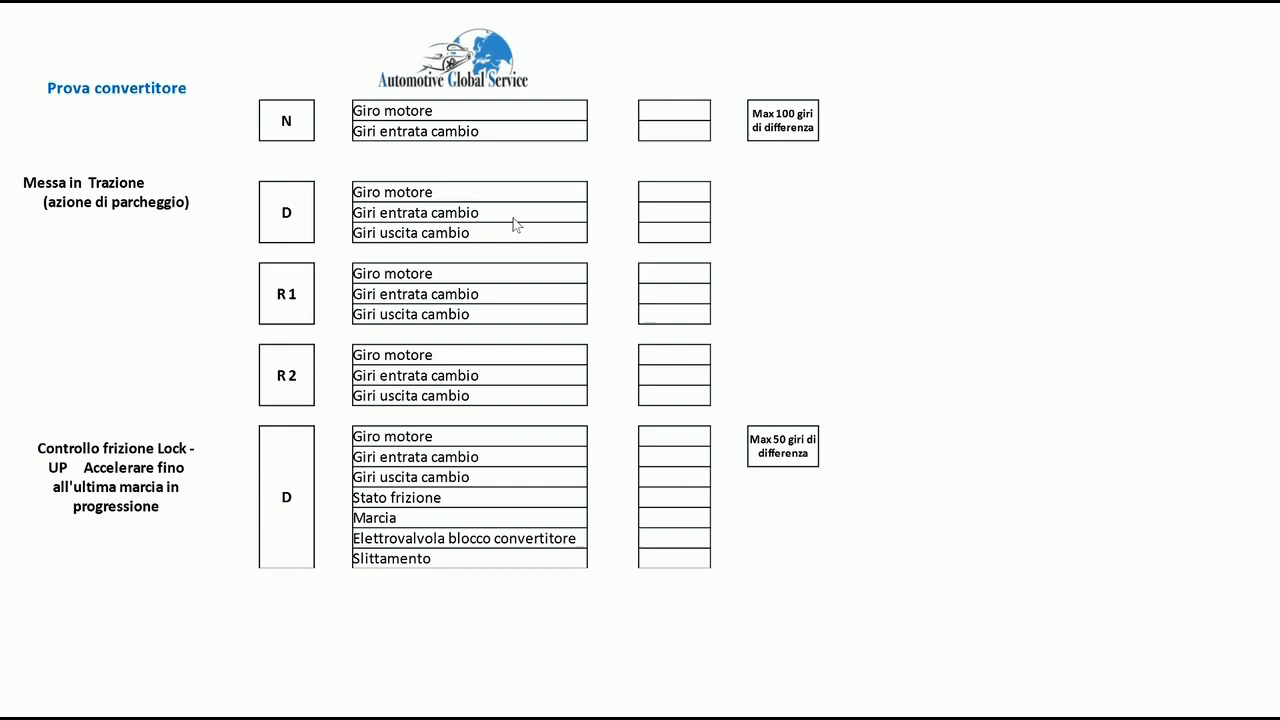 Automotive Global Service
Prova convertitore
N
Giro motore
Giri entrata cambio
Max 100 giri
di differenza
Messa in Trazione
(azione di parcheggio)
D
Giro motore
Giri entrata cambio
Giri uscita cambio
R 1
Giro motore
Giri entrata cambio
Giri uscita cambio
R 2
Giro motore
Giri entrata cambio
Giri uscita cambio
Controllo frizione Lock -
UP Accelerare fino
all'ultima marcia in
progressione
D
Giro motore
Giri entrata cambio
Giri uscita cambio
Stato frizione
Marcia
Elettrovalvola blocco convertitore
Slittamento
Max 50 giri di
differenza